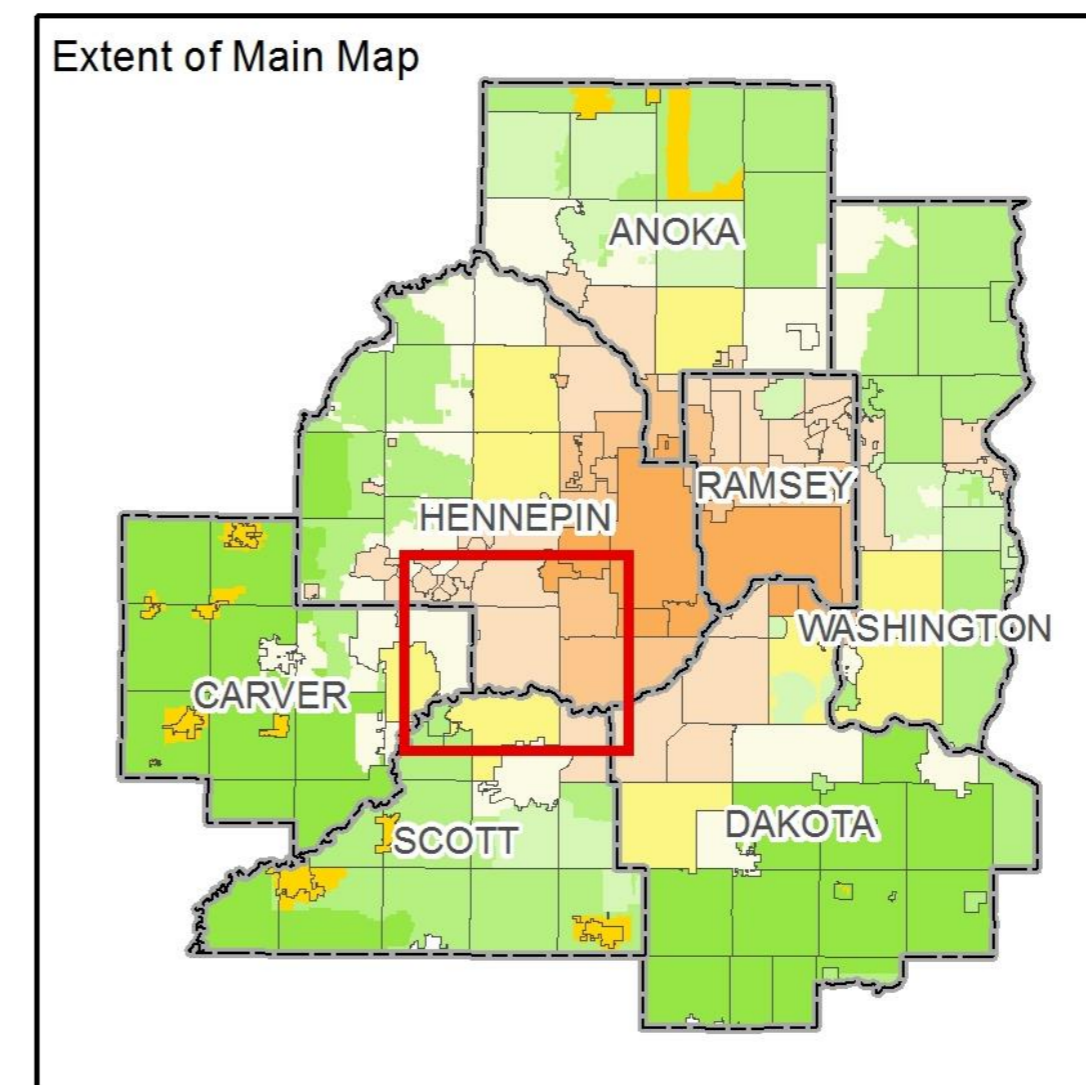 Extent of Main Map
ANOKA
RAMSEY
HENNEPIN
WASHINGTON
CARVER
DAKOTA
SCOTT